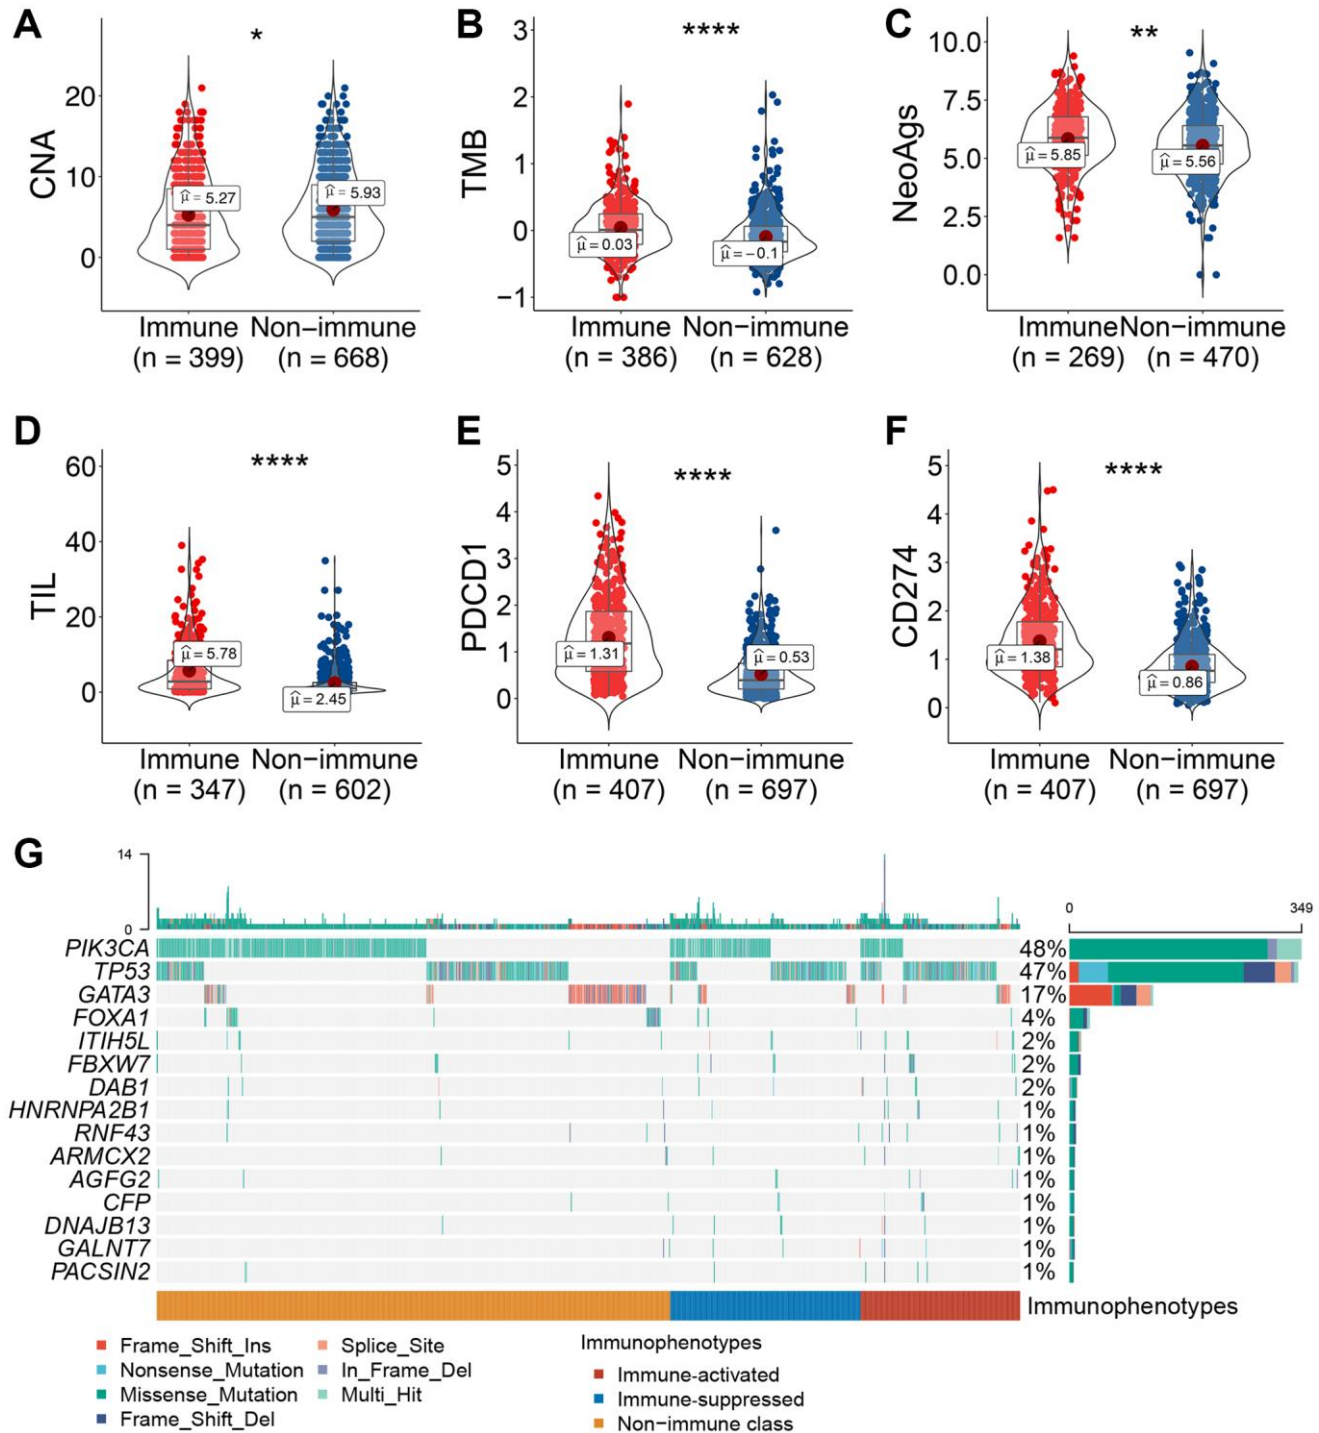 A
*
CNA
20
10
0
μ̂ = 5.27
μ̂ = 5.93
Immune
(n = 399)
Non−immune
(n = 668)
B
****
TMB
3
2
1
0
−1
μ̂ = 0.03
μ̂ = −0.1
Immune
(n = 386)
Non−immune
(n = 628)
C
**
NeoAgs
10.0
7.5
5.0
2.5
0.0
μ̂ = 5.85
μ̂ = 5.56
Immune
(n = 269)
Non−immune
(n = 470)
D
****
TIL
60
40
20
0
μ̂ = 5.78
μ̂ = 2.45
Immune
(n = 347)
Non−immune
(n = 602)
E
****
PDCD1
5
4
3
2
1
0
μ̂ = 1.31
μ̂ = 0.53
Immune
(n = 407)
Non−immune
(n = 697)
F
****
CD274
5
4
3
2
1
0
μ̂ = 1.38
μ̂ = 0.86
Immune
(n = 407)
Non−immune
(n = 697)
G
14
0
0 349
PIK3CA 48%
TP53 47%
GATA3 17%
FOXA1 4%
ITIH5L 2%
FBXW7 2%
DAB1 2%
HNRNPA2B1 1%
RNF43 1%
ARMCX2 1%
AGFG2 1%
CFP 1%
DNAJB13 1%
GALNT7 1%
PACSIN2 1%
Immunophenotypes
Frame_Shift_Ins
Nonsense_Mutation
Missense_Mutation
Frame_Shift_Del
Splice_Site
In_Frame_Del
Multi_Hit
Immunophenotypes
Immune-activated
Immune-suppressed
Non−immune class